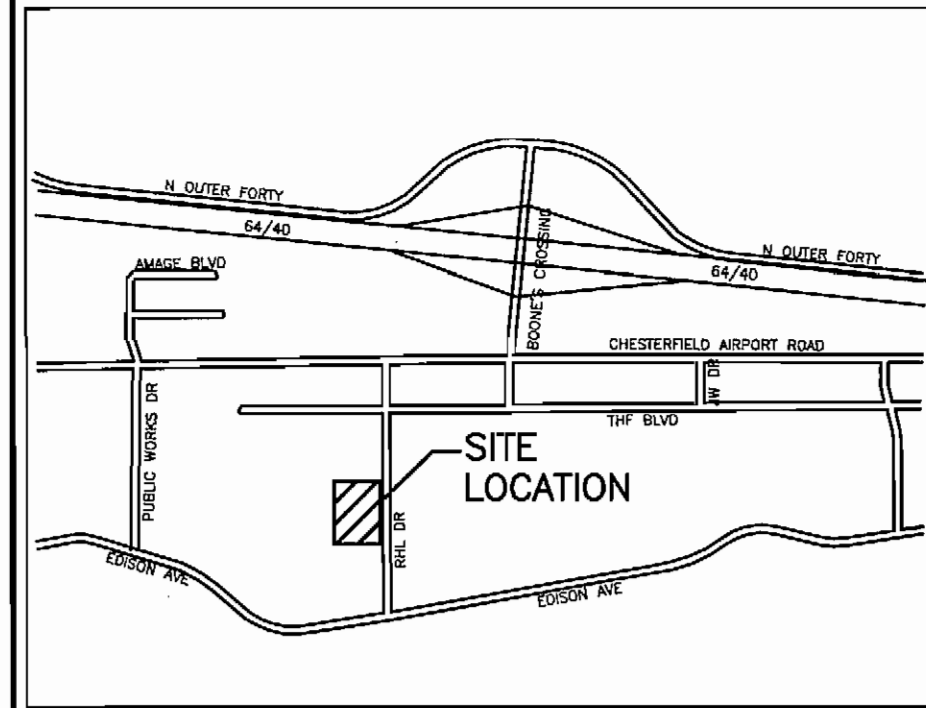 N OUTER FORTY
64/40
AMAGE BLVD
BOONE'S CROSSING
N OUTER FORTY
64/40
CHESTERFIELD AIRPORT ROAD
JW DR
THF BLVD
PUBLIC WORKS DR
SITE
LOCATION
RHL DR
EDISON AVE
EDISON AVE